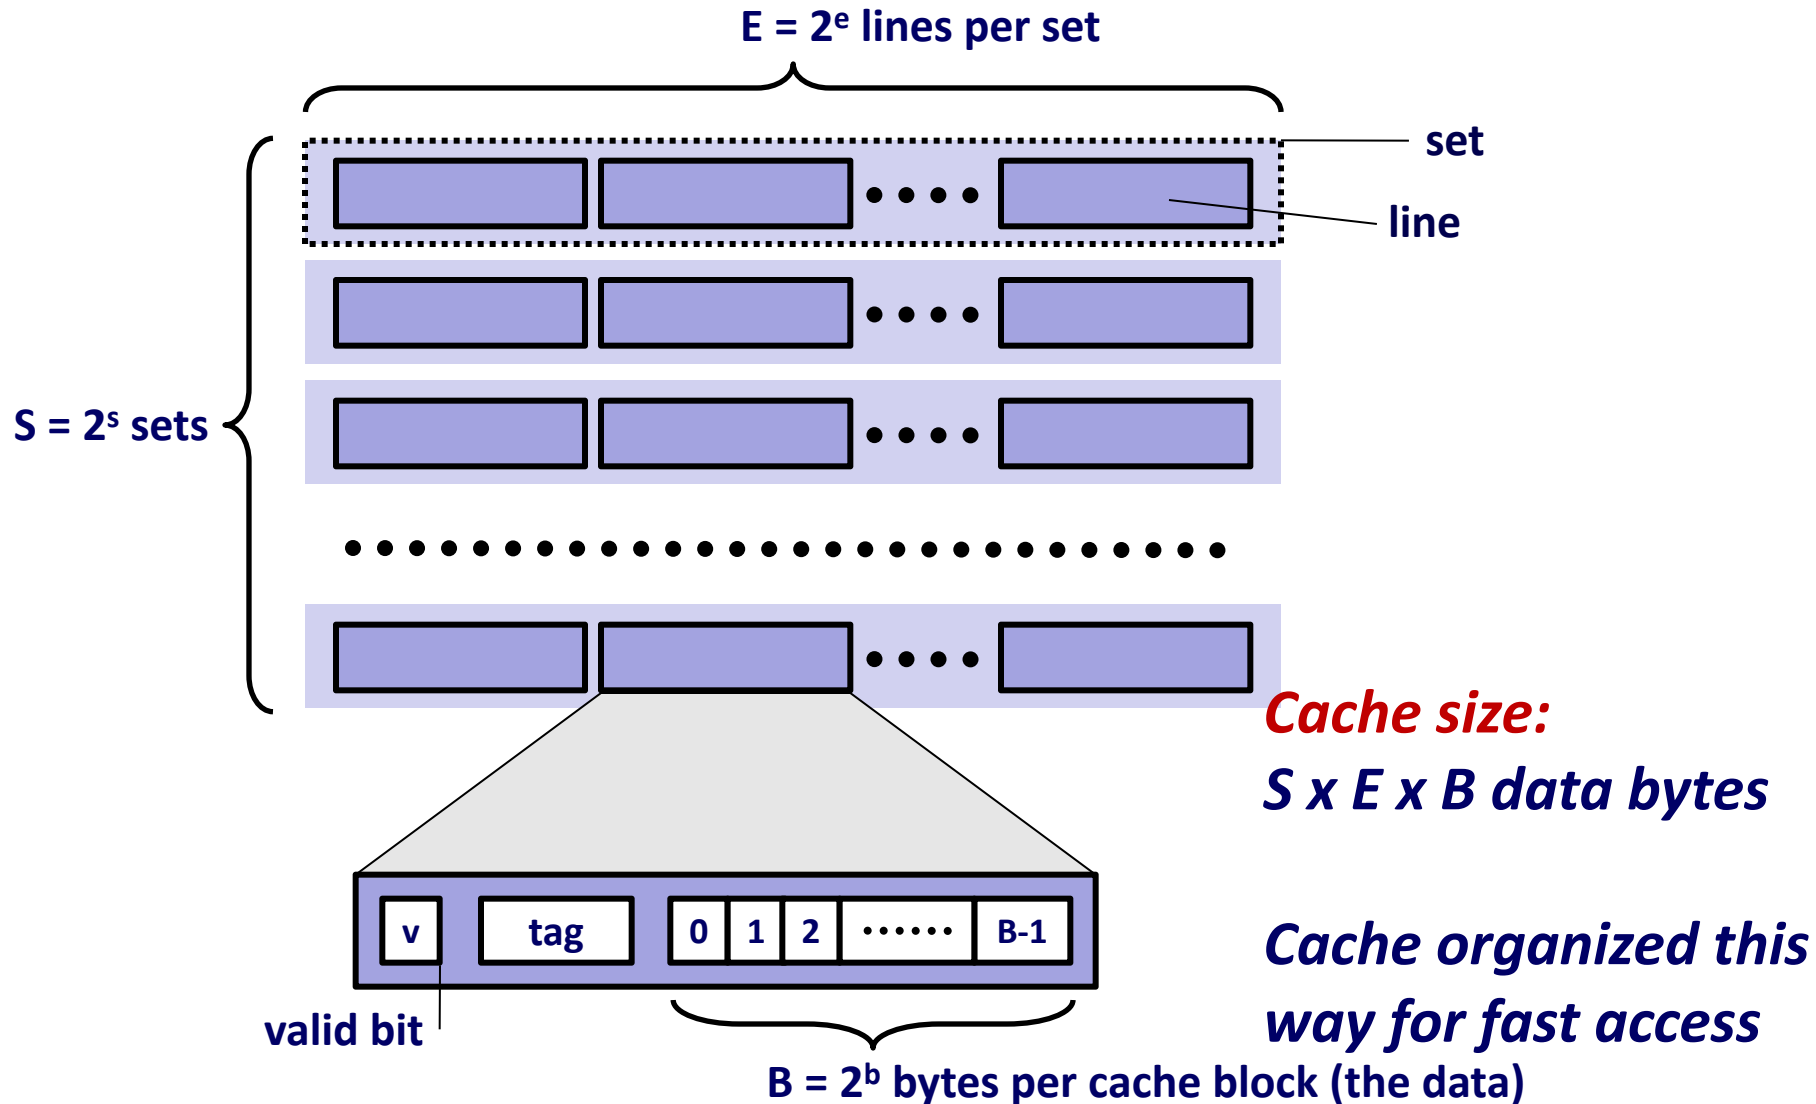 E = 2ᵉ lines per set
set
line
S = 2ˢ sets
Cache size:
S x E x B data bytes
v
tag
0
1
2
B-1
Cache organized this
way for fast access
valid bit
B = 2ᵇ bytes per cache block (the data)